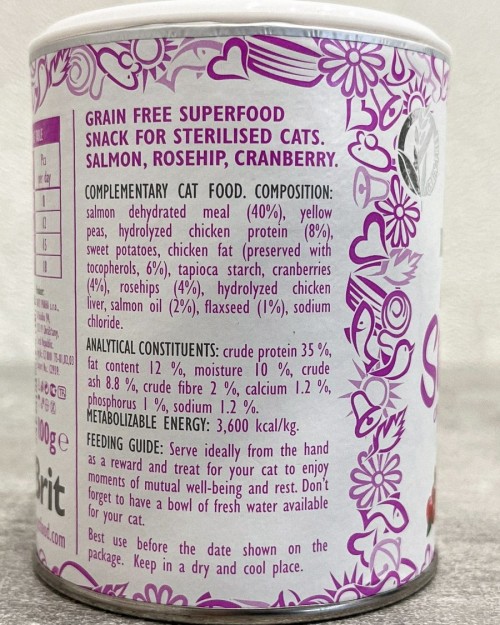 GRAIN FREE SUPERFOOD
SNACK FOR STERILISED CATS.
SALMON, ROSEHIP, CRANBERRY.
COMPLEMENTARY CAT FOOD. COMPOSITION:
salmon dehydrated meal (40%), yellow
peas, hydrolyzed chicken protein (8%),
sweet potatoes, chicken fat (preserved with
tocopherols, 6%), tapioca starch, cranberries
(4%), rosehips (4%), hydrolyzed chicken
liver, salmon oil (2%), flaxseed (1%), sodium
chloride.
ANALYTICAL CONSTITUENTS: crude protein 35 %,
fat content 12 %, moisture 10 %, crude
ash 8.8 %, crude fibre 2 %, calcium 1.2 %,
phosphorus 1 %, sodium 1.2 %.
METABOLIZABLE ENERGY: 3,600 kcal/kg.
FEEDING GUIDE: Serve ideally from the hand
as a reward and treat for your cat to enjoy
moments of mutual well-being and rest. Don't
forget to have a bowl of fresh water available
for your cat.
Best use before the date shown on the
package. Keep in a dry and cool place.
Pcs
day
100g e
Brit